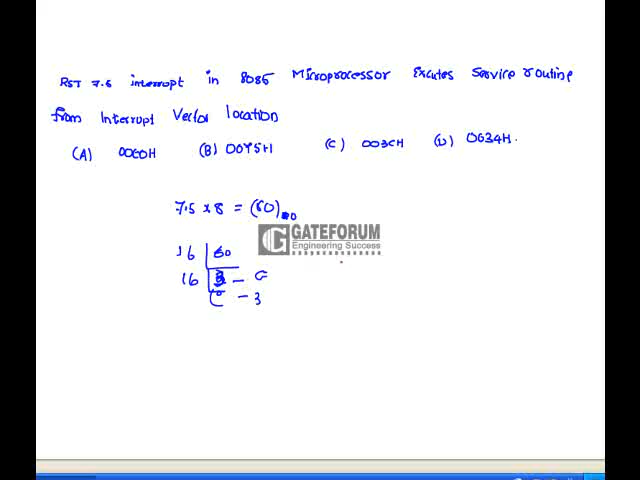 RST 7.5 interrupt in 8085 Microprocessor Excutes Service routine
from Interrupt Vector location
(A) 0000H (B) 0075H (C) 003CH (D) 0034H.
7.5 x 8 = (60)10
GATEFORUM
Engineering Success
16 60
16 3 - C
0 - 3